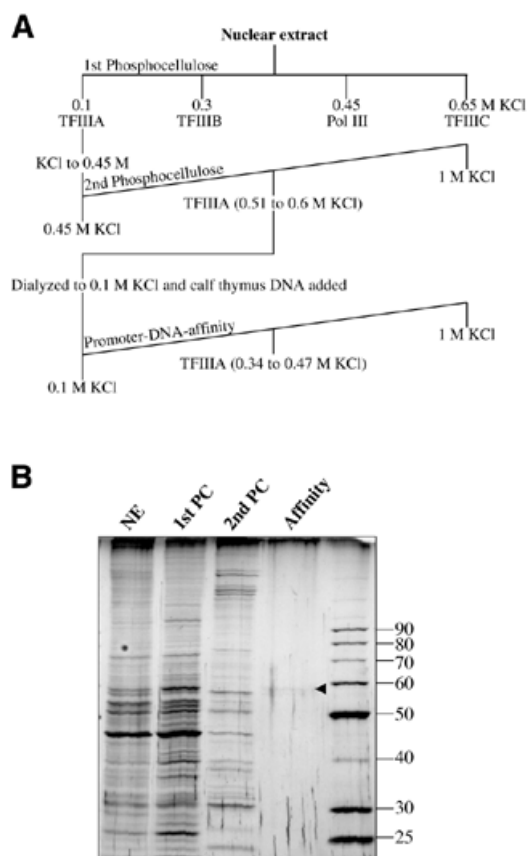 A
Nuclear extract
1st Phosphocellulose
0.1 0.3 0.45 0.65 M KCl
TFIIIA TFIIIB Pol III TFIIIC
KCl to 0.45 M
2nd Phosphocellulose
1 M KCl
TFIIIA (0.51 to 0.6 M KCl)
0.45 M KCl
Dialyzed to 0.1 M KCl and calf thymus DNA added
Promoter-DNA-affinity
1 M KCl
TFIIIA (0.34 to 0.47 M KCl)
0.1 M KCl
B
NE 1st PC 2nd PC Affinity
90
80
70
60
50
40
30
25